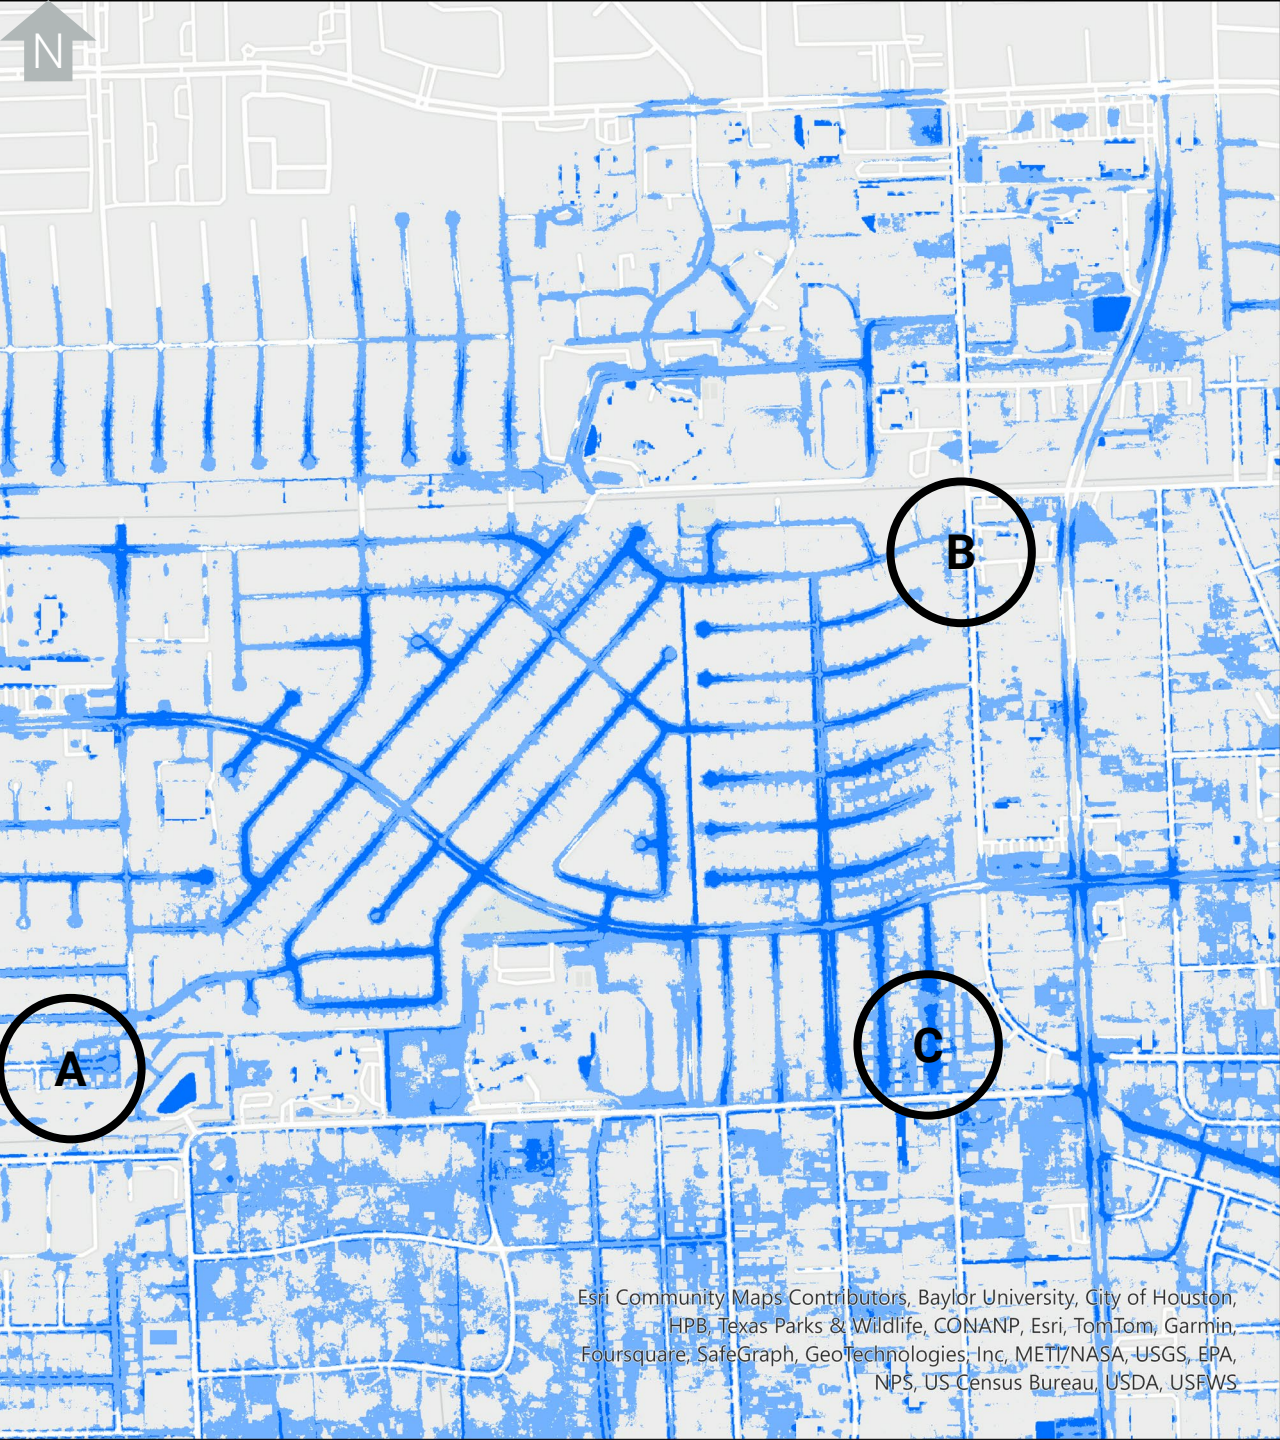 N
B
C
A
Esri Community Maps Contributors, Baylor University, City of Houston,
HPB, Texas Parks & Wildlife, CONANP, Esri, TomTom, Garmin,
Foursquare, SafeGraph, GeoTechnologies, Inc, METI/NASA, USGS, EPA,
NPS, US Census Bureau, USDA, USFWS